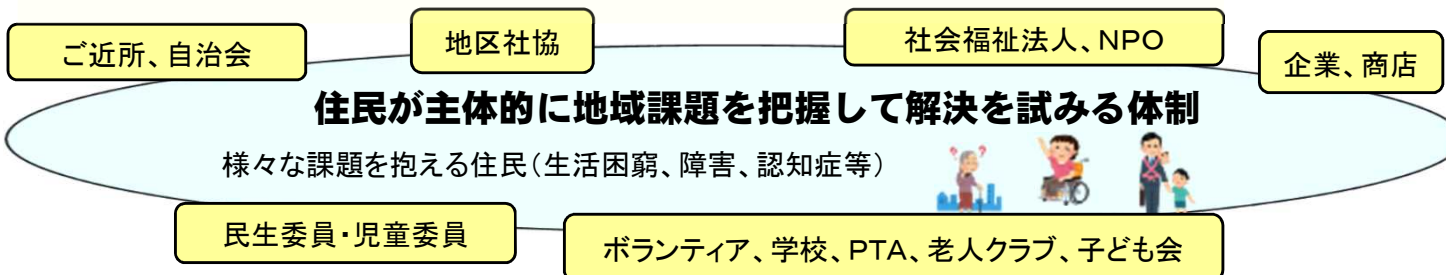 ご近所、自治会
地区社協
社会福祉法人、NPO
企業、商店
住民が主体的に地域課題を把握して解決を試みる体制
様々な課題を抱える住民(生活困窮、障害、認知症等)
民生委員・児童委員
ボランティア、学校、PTA、老人クラブ、子ども会